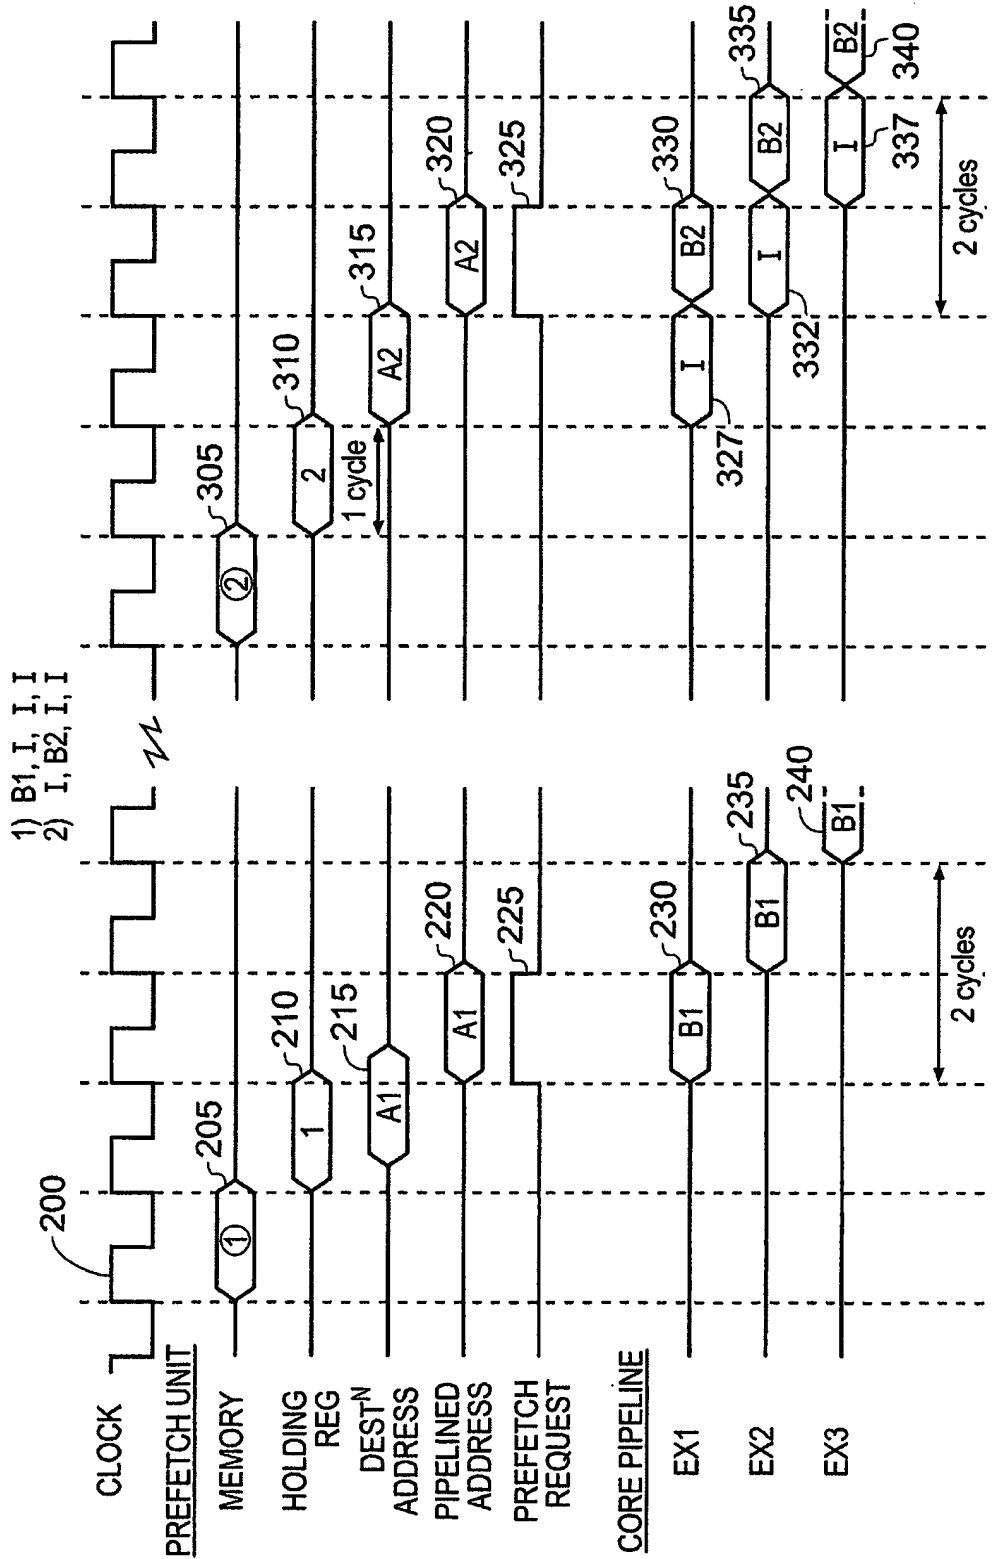 1) B1, I, I, I
2) I, B2, I, I
200
CLOCK
PREFETCH UNIT
MEMORY
1
205
2
305
HOLDING
REG
1
210
2
310
1 cycle
DESTᴺ
ADDRESS
A1
215
A2
315
PIPELINED
ADDRESS
A1
220
A2
320
PREFETCH
REQUEST
225
325
CORE PIPELINE
EX1
B1
230
I
327
B2
330
EX2
B1
235
I
332
B2
335
EX3
B1
240
I
337
B2
340
2 cycles
2 cycles